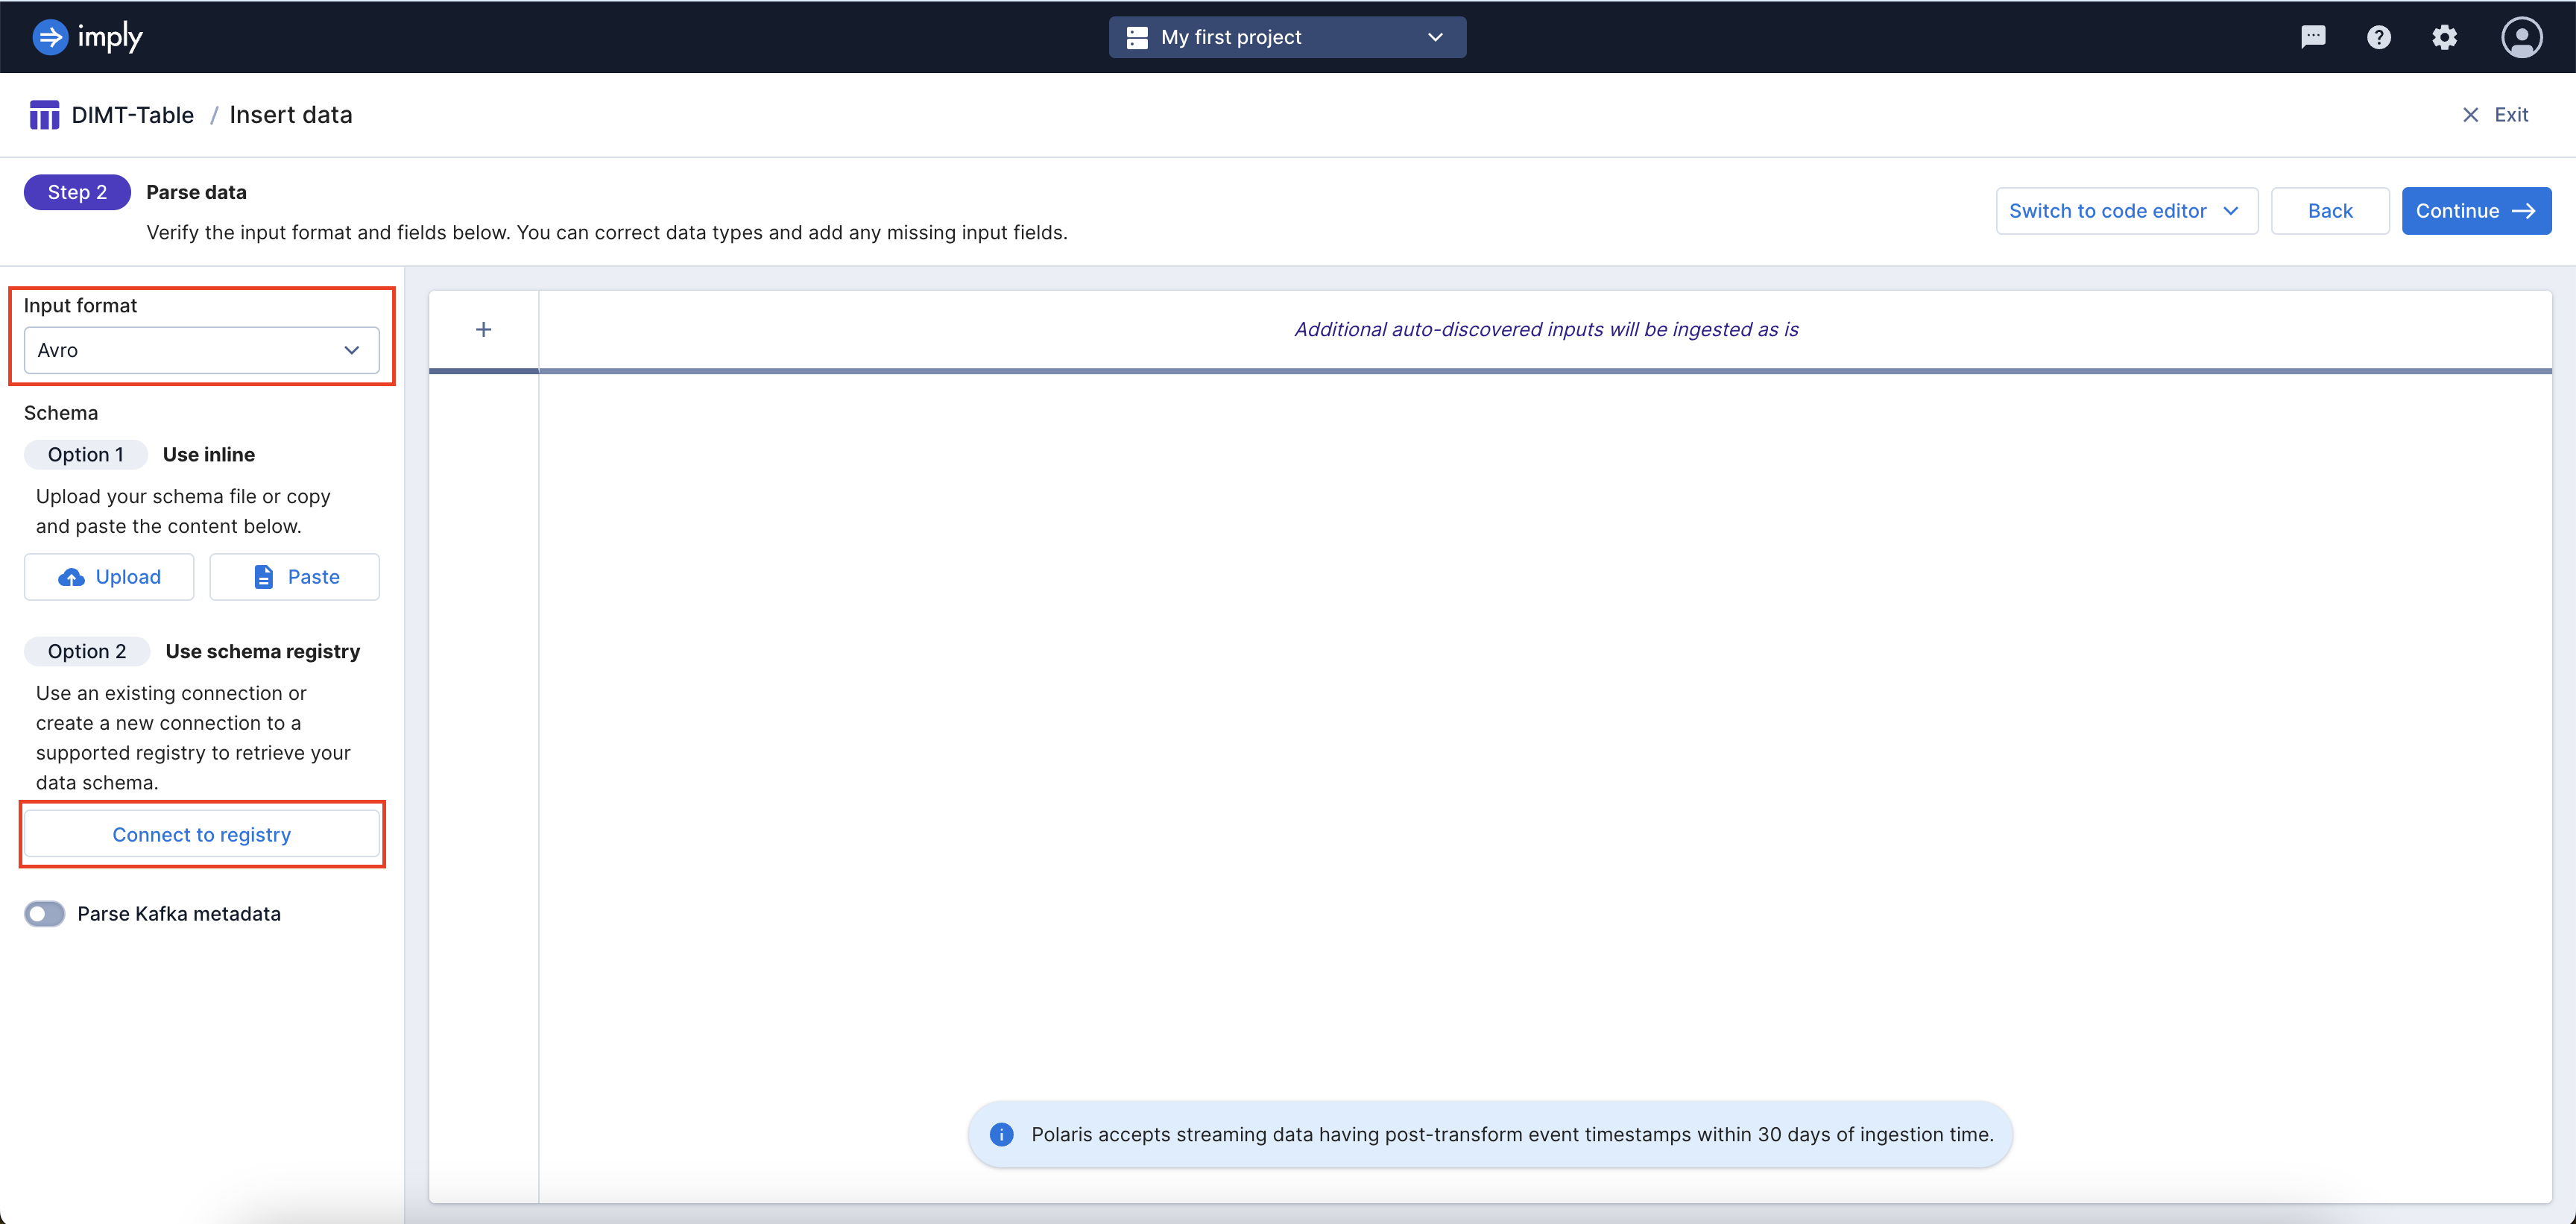 imply
My first project
DIMT-Table / Insert data
Exit
Step 2 Parse data
Verify the input format and fields below. You can correct data types and add any missing input fields.
Switch to code editor
Back
Continue
Input format
Avro
Additional auto-discovered inputs will be ingested as is
Schema
Option 1 Use inline
Upload your schema file or copy
and paste the content below.
Upload
Paste
Option 2 Use schema registry
Use an existing connection or
create a new connection to a
supported registry to retrieve your
data schema.
Connect to registry
Parse Kafka metadata
Polaris accepts streaming data having post-transform event timestamps within 30 days of ingestion time.